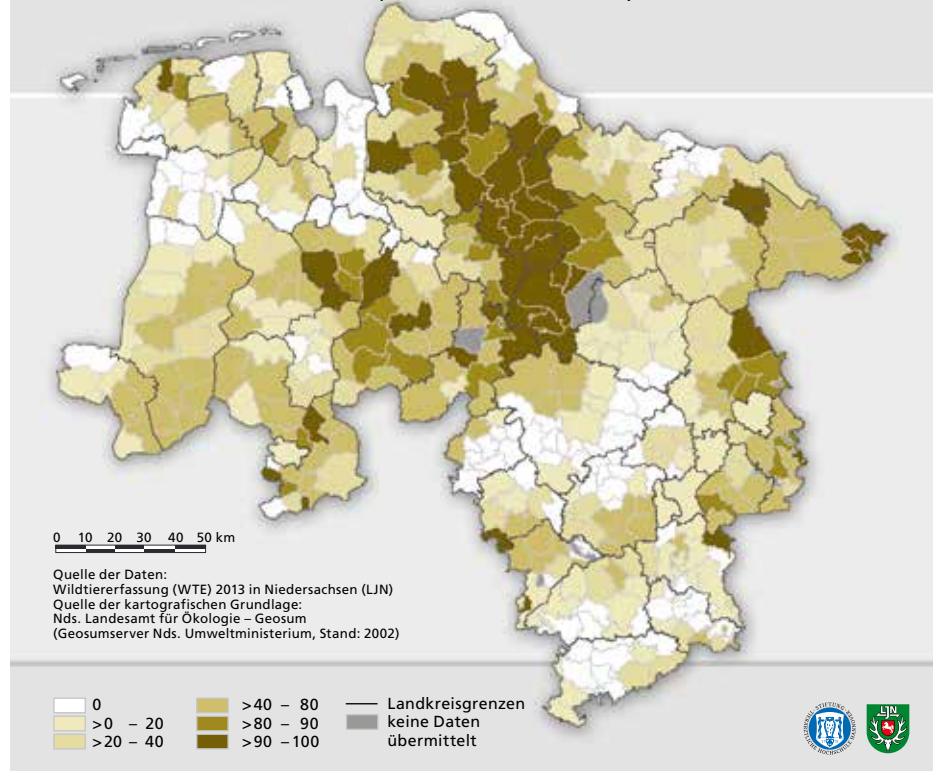 0 10 20 30 40 50 km
Quelle der Daten:
Wildtiererfassung (WTE) 2013 in Niedersachsen (LJN)
Quelle der kartografischen Grundlage:
Nds. Landesamt für Ökologie – Geosum
(Geosumserver Nds. Umweltministerium, Stand: 2002)
0
>0 – 20
>20 – 40
>40 – 80
>80 – 90
>90 – 100
Landkreisgrenzen
keine Daten
übermittelt
LJN